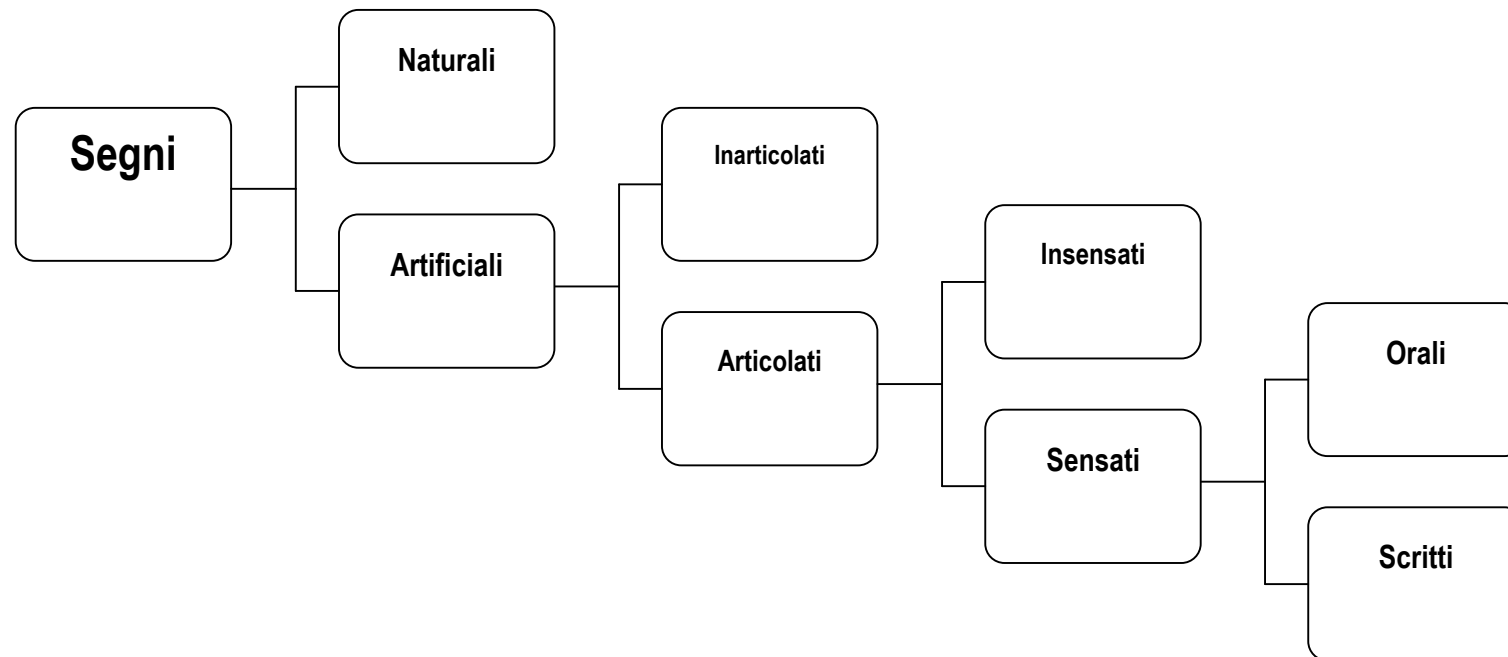 Segni
Naturali
Artificiali
Inarticolati
Articolati
Insensati
Sensati
Orali
Scritti